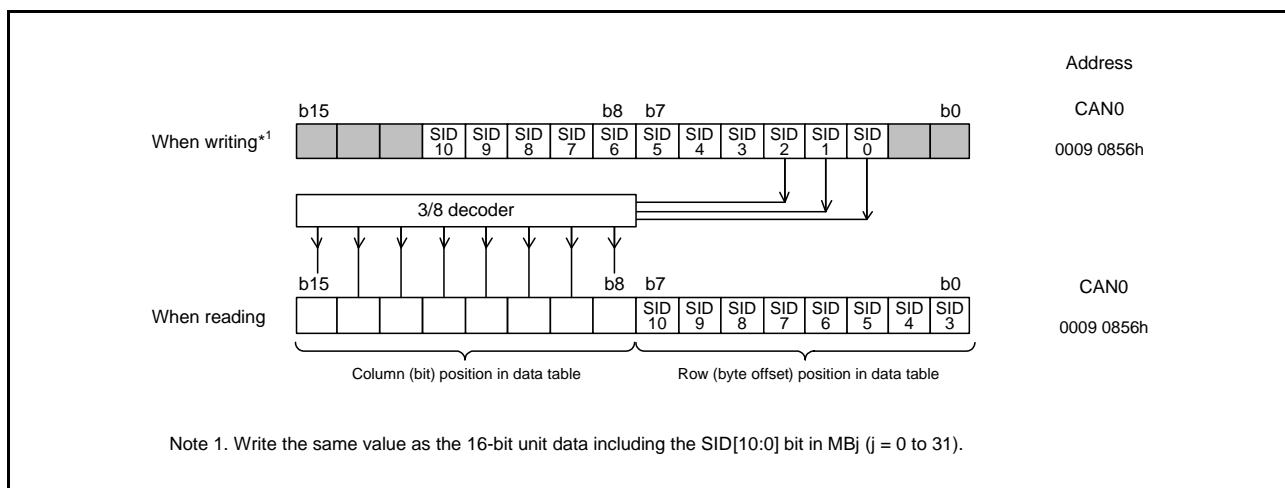 Address
b15 b8 b7 b0 CAN0
When writing*1 SID 10 SID 9 SID 8 SID 7 SID 6 SID 5 SID 4 SID 3 SID 2 SID 1 SID 0 0009 0856h
3/8 decoder
b15 b8 b7 b0 CAN0
When reading SID 10 SID 9 SID 8 SID 7 SID 6 SID 5 SID 4 SID 3 0009 0856h
Column (bit) position in data table Row (byte offset) position in data table
Note 1. Write the same value as the 16-bit unit data including the SID[10:0] bit in MBj (j = 0 to 31).